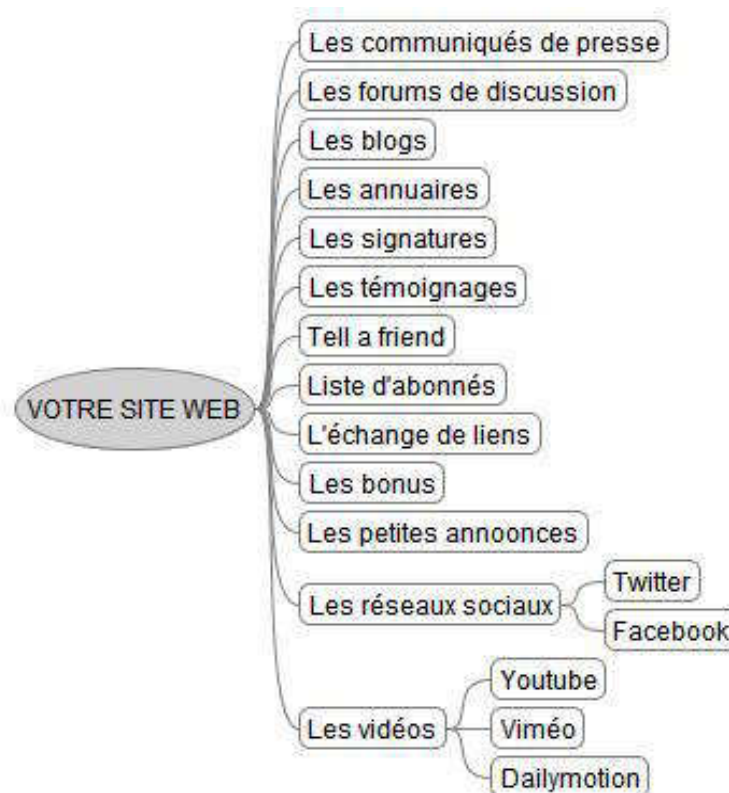 Les communiqués de presse
Les forums de discussion
Les blogs
Les annuaires
Les signatures
Les témoignages
Tell a friend
VOTRE SITE WEB
Liste d'abonnés
L'échange de liens
Les bonus
Les petites annoonces
Les réseaux sociaux
Twitter
Facebook
Les vidéos
Youtube
Viméo
Dailymotion